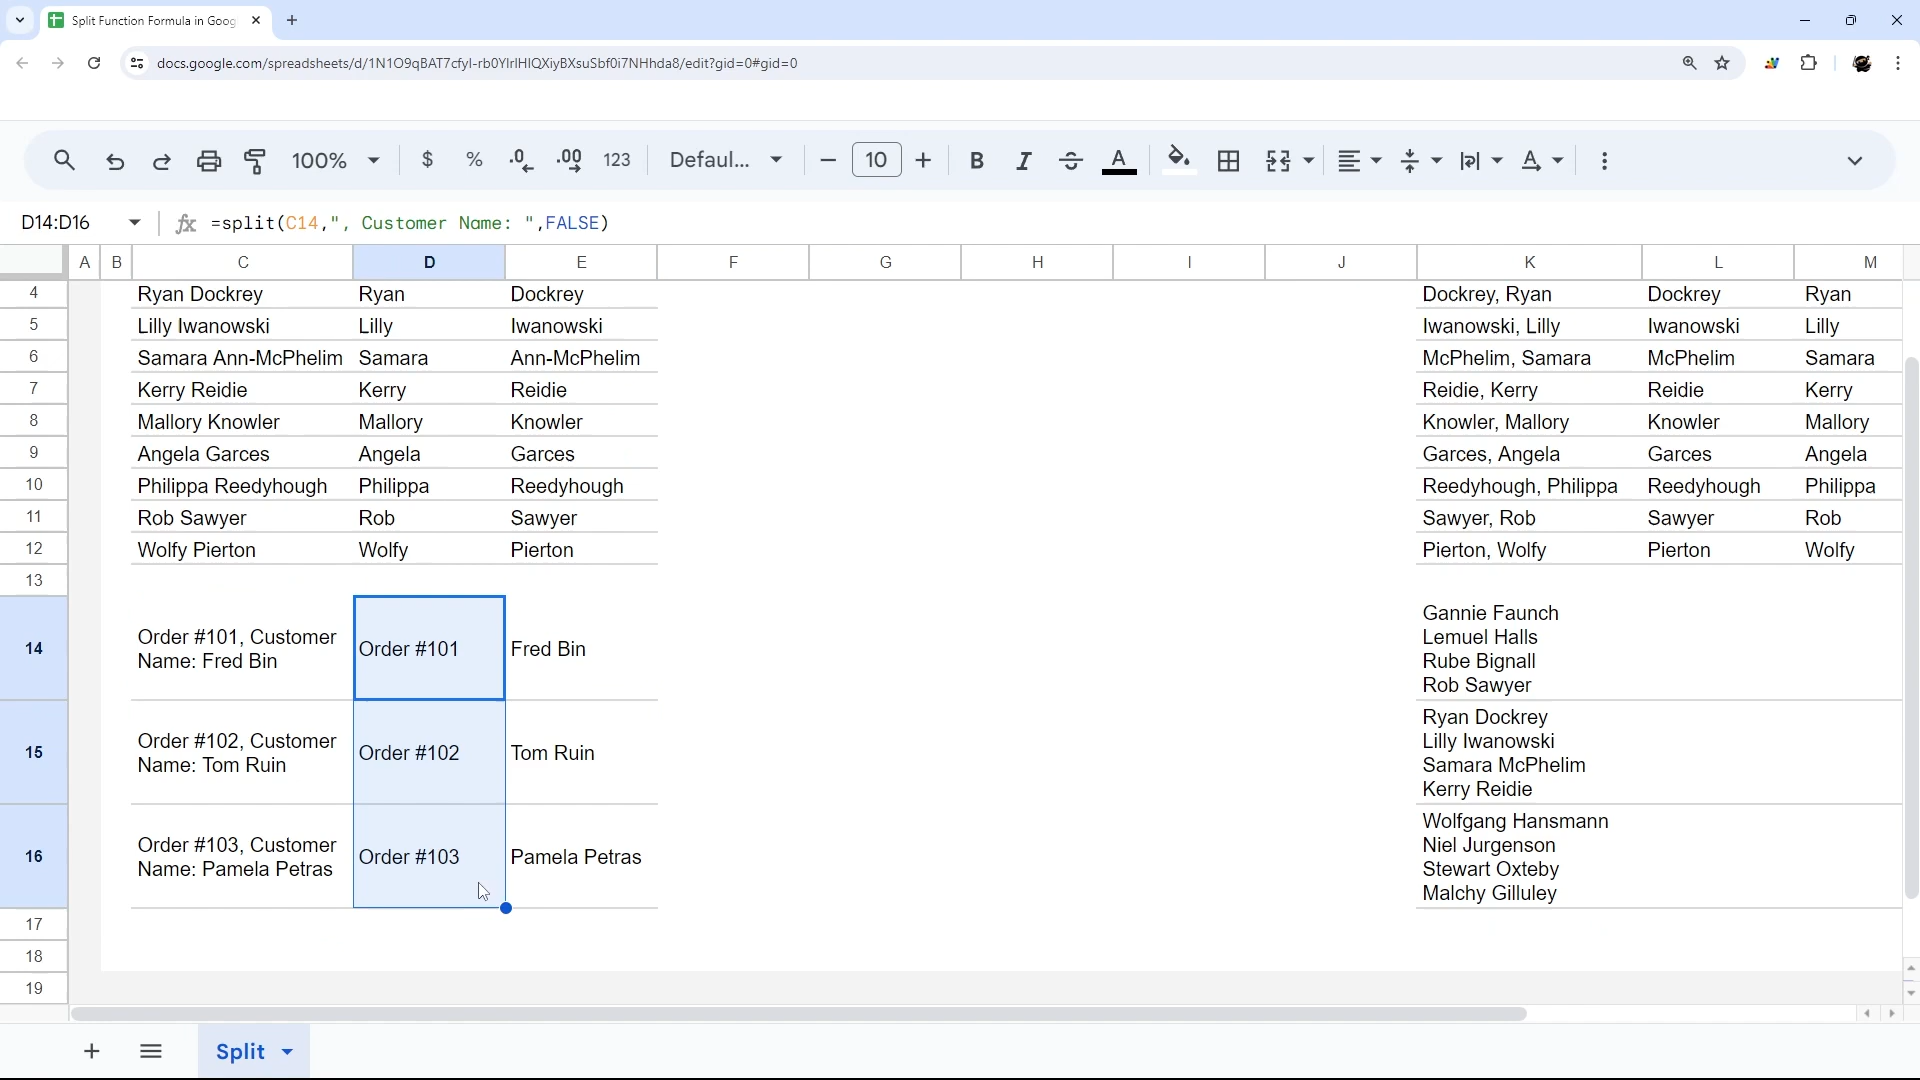 Split Function Formula in Goog
docs.google.com/spreadsheets/d/1N1O9qBAT7cfyI-rb0YlrIHIQXiyBXsuSbf0i7NHhda8/edit?gid=0#gid=0
100% $ % .0 .00 123 Defaul... 10 B I A A
D14:D16 fx =split(C14,", Customer Name: ",FALSE)
A B C D E F G H I J K L M
4 Ryan Dockrey Ryan Dockrey Dockrey, Ryan Dockrey Ryan
5 Lilly Iwanowski Lilly Iwanowski Iwanowski, Lilly Iwanowski Lilly
6 Samara Ann-McPhelim Samara Ann-McPhelim McPhelim, Samara McPhelim Samara
7 Kerry Reidie Kerry Reidie Reidie, Kerry Reidie Kerry
8 Mallory Knowler Mallory Knowler Knowler, Mallory Knowler Mallory
9 Angela Garces Angela Garces Garces, Angela Garces Angela
10 Philippa Reedyhough Philippa Reedyhough Reedyhough, Philippa Reedyhough Philippa
11 Rob Sawyer Rob Sawyer Sawyer, Rob Sawyer Rob
12 Wolfy Pierton Wolfy Pierton Pierton, Wolfy Pierton Wolfy
13
14 Order #101, Customer
Name: Fred Bin
Order #101 Fred Bin
Gannie Faunch
Lemuel Halls
Rube Bignall
Rob Sawyer
15 Order #102, Customer
Name: Tom Ruin
Order #102 Tom Ruin
Ryan Dockrey
Lilly Iwanowski
Samara McPhelim
Kerry Reidie
16 Order #103, Customer
Name: Pamela Petras
Order #103 Pamela Petras
Wolfgang Hansmann
Niel Jurgenson
Stewart Oxteby
Malchy Gilluley
17
18
19
Split